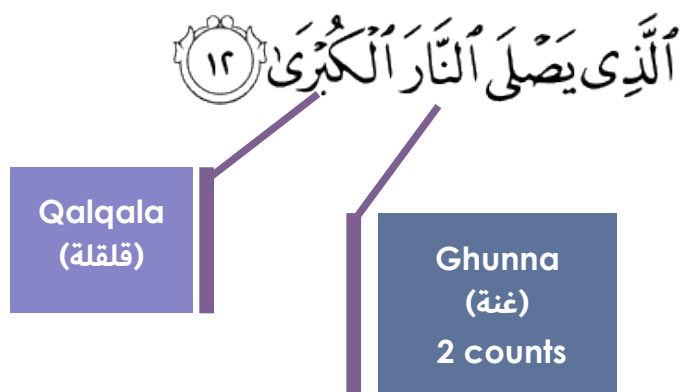 ٱلَّذِى يَصْلَى ٱلنَّارَ ٱلْكُبْرَىٰ ١٢
Qalqala
(قلقلة)
Ghunna
(غنة)
2 counts